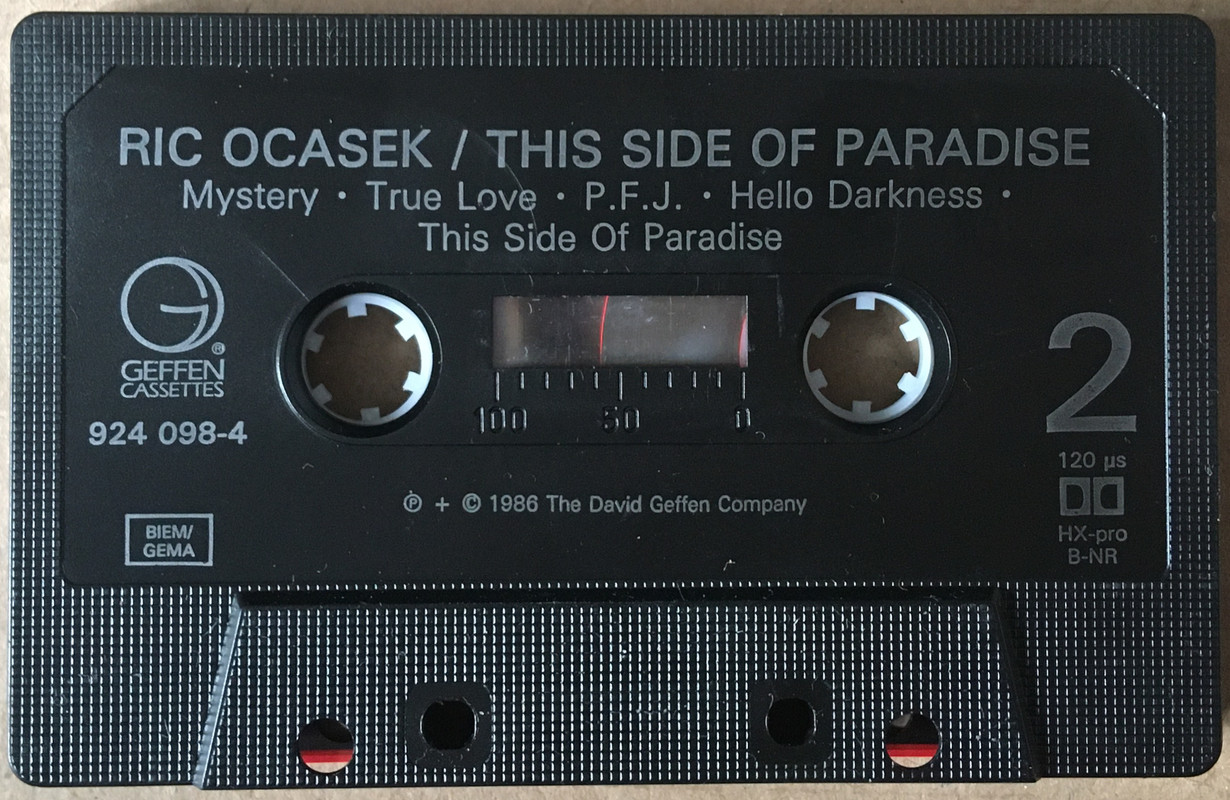 RIC OCASEK / THIS SIDE OF PARADISE
Mystery · True Love · P.F.J. · Hello Darkness ·
This Side Of Paradise
G
®
GEFFEN
CASSETTES
924 098-4
100 50 0
2
120 µs
HX-pro
B-NR
℗ + © 1986 The David Geffen Company
BIEM/
GEMA